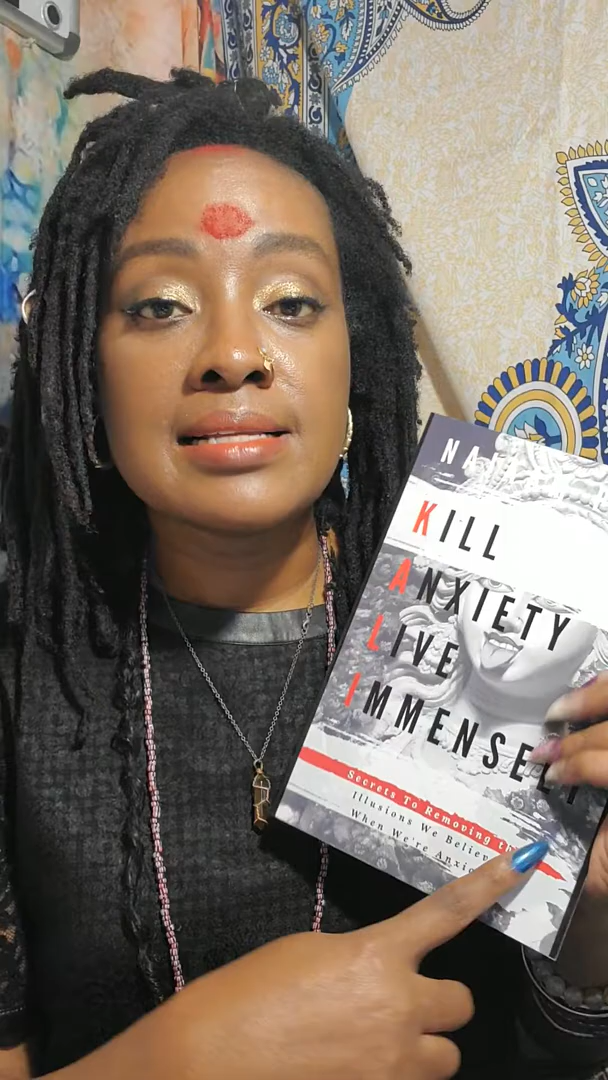 KILL
ANXIETY
LIVE
IMMENSELY
Secrets To Removing
Illusions We
When We're